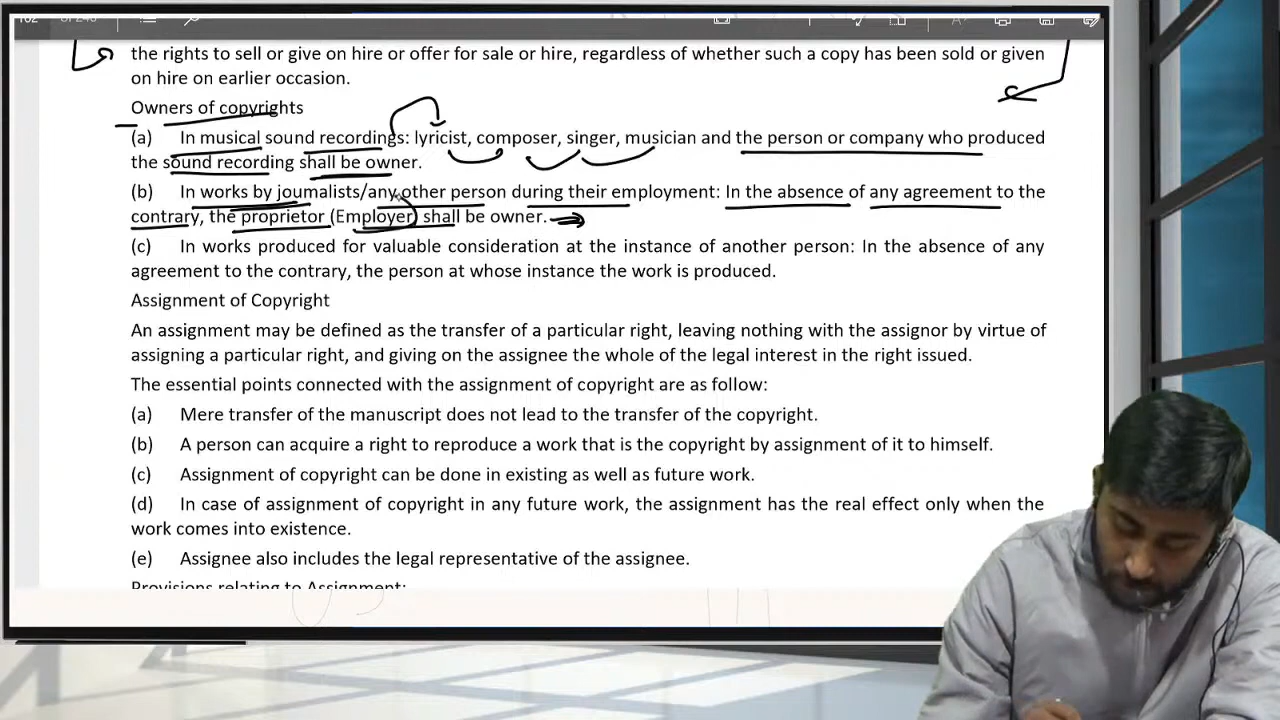 the rights to sell or give on hire or offer for sale or hire, regardless of whether such a copy has been sold or given
on hire on earlier occasion.
Owners of copyrights
(a) In musical sound recordings: lyricist, composer, singer, musician and the person or company who produced
the sound recording shall be owner.
(b) In works by journalists/any other person during their employment: In the absence of any agreement to the
contrary, the proprietor (Employer) shall be owner.
(c) In works produced for valuable consideration at the instance of another person: In the absence of any
agreement to the contrary, the person at whose instance the work is produced.
Assignment of Copyright
An assignment may be defined as the transfer of a particular right, leaving nothing with the assignor by virtue of
assigning a particular right, and giving on the assignee the whole of the legal interest in the right issued.
The essential points connected with the assignment of copyright are as follow:
(a) Mere transfer of the manuscript does not lead to the transfer of the copyright.
(b) A person can acquire a right to reproduce a work that is the copyright by assignment of it to himself.
(c) Assignment of copyright can be done in existing as well as future work.
(d) In case of assignment of copyright in any future work, the assignment has the real effect only when the
work comes into existence.
(e) Assignee also includes the legal representative of the assignee.
Provisions relating to Assignment: